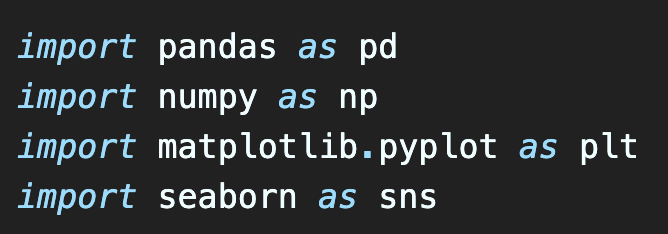 import pandas as pd
import numpy as np
import matplotlib.pyplot as plt
import seaborn as sns